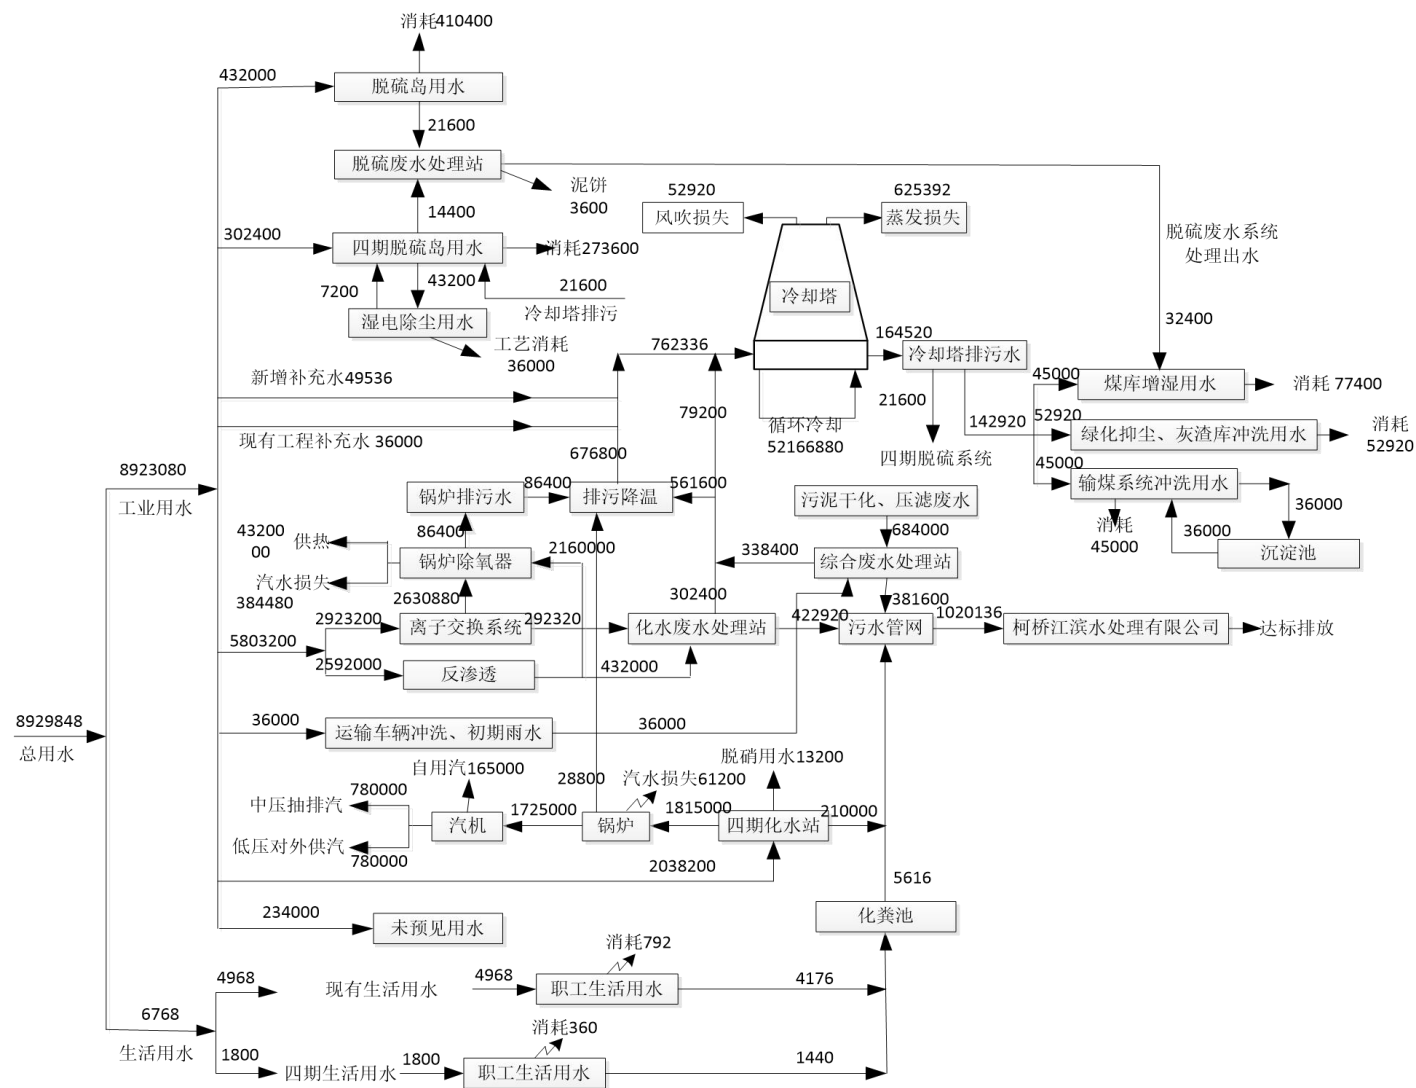 消耗410400
432000
脱硫岛用水
21600
脱硫废水处理站
泥饼
3600
14400
302400
四期脱硫岛用水
消耗273600
7200
43200
21600
冷却塔排污
湿电除尘用水
工艺消耗
36000
52920
风吹损失
625392
蒸发损失
冷却塔
脱硫废水系统
处理出水
32400
762336
164520
冷却塔排污水
新增补充水49536
79200
循环冷却
52166880
21600
四期脱硫系统
142920
45000
煤库增湿用水
消耗 77400
52920
绿化抑尘、灰渣库冲洗用水
消耗
52920
现有工程补充水 36000
676800
8923080
工业用水
锅炉排污水
86400
排污降温
561600
污泥干化、压滤废水
45000
输煤系统冲洗用水
36000
消耗
45000
36000
沉淀池
684000
43200
00
供热
86400
锅炉除氧器
2160000
338400
综合废水处理站
汽水损失
384480
2630880
302400
381600
2923200
离子交换系统
292320
化水废水处理站
422920
污水管网
1020136
柯桥江滨水处理有限公司
达标排放
5803200
2592000
反渗透
432000
8929848
总用水
36000
运输车辆冲洗、初期雨水
36000
自用汽165000
28800
汽水损失61200
脱硝用水13200
780000
中压抽排汽
1725000
1815000
210000
汽机
锅炉
四期化水站
低压对外供汽
780000
2038200
5616
234000
未预见用水
化粪池
消耗792
4968
现有生活用水
4968
职工生活用水
4176
6768
生活用水
消耗360
1800
四期生活用水
1800
职工生活用水
1440